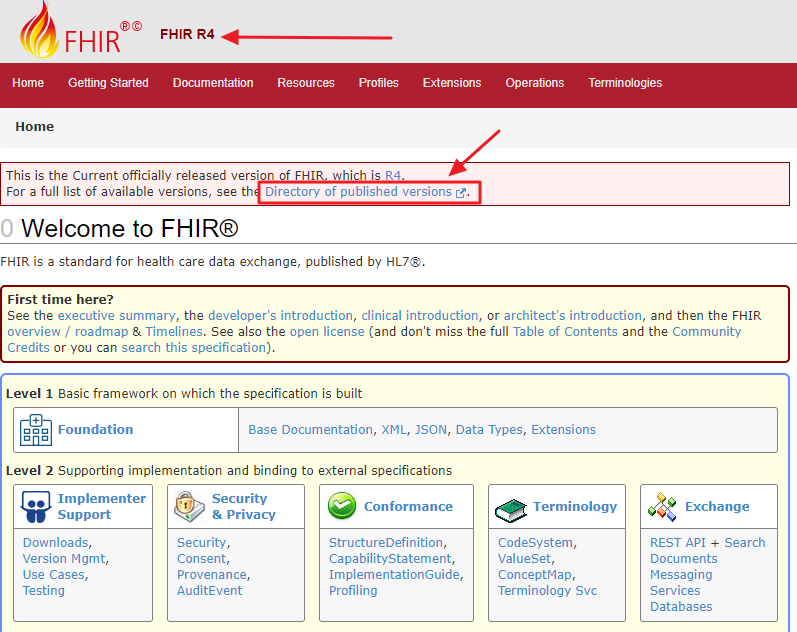 FHIR®© FHIR R4
Home Getting Started Documentation Resources Profiles Extensions Operations Terminologies
Home
This is the Current officially released version of FHIR, which is R4.
For a full list of available versions, see the Directory of published versions.
0 Welcome to FHIR®
FHIR is a standard for health care data exchange, published by HL7®.
First time here?
See the executive summary, the developer's introduction, clinical introduction, or architect's introduction, and then the FHIR
overview / roadmap & Timelines. See also the open license (and don't miss the full Table of Contents and the Community
Credits or you can search this specification).
Level 1 Basic framework on which the specification is built
Foundation
Base Documentation, XML, JSON, Data Types, Extensions
Level 2 Supporting implementation and binding to external specifications
Implementer
Support
Downloads,
Version Mgmt,
Use Cases,
Testing
Security
& Privacy
Security,
Consent,
Provenance,
AuditEvent
Conformance
StructureDefinition,
CapabilityStatement,
ImplementationGuide,
Profiling
Terminology
CodeSystem,
ValueSet,
ConceptMap,
Terminology Svc
Exchange
REST API + Search
Documents
Messaging
Services
Databases